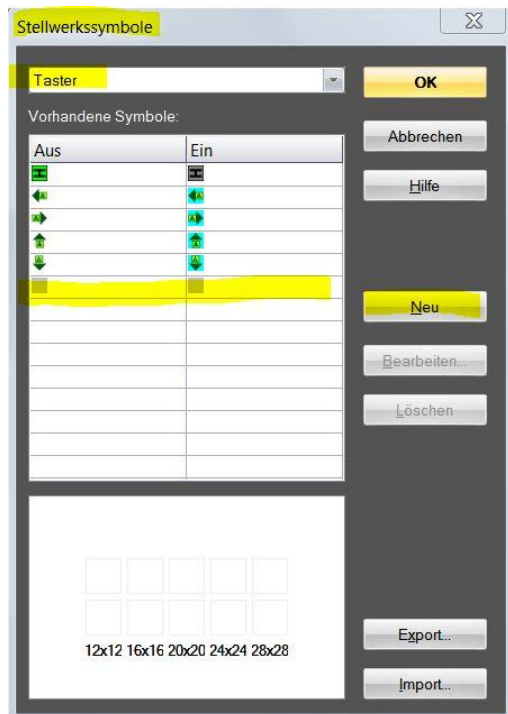 Stellwerkssymbole
Taster
OK
Vorhandene Symbole:
Abbrechen
Aus Ein
Hilfe
Neu
Bearbeiten...
Löschen
Export...
12x12 16x16 20x20 24x24 28x28
Import...